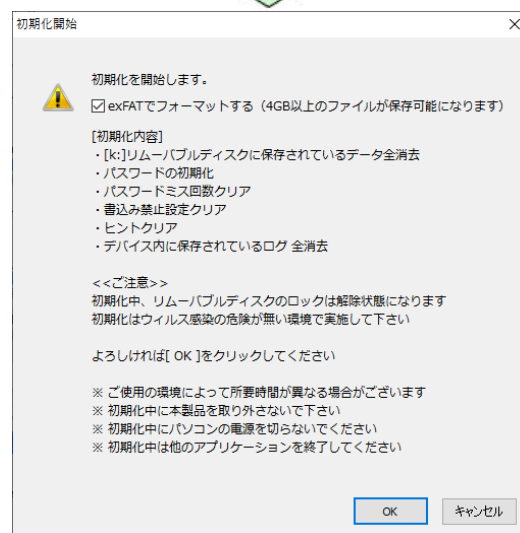 初期化開始
初期化を開始します。
exFATでフォーマットする（4GB以上のファイルが保存可能になります）
[初期化内容]
・[k:]リムーバブルディスクに保存されているデータ全消去
・パスワードの初期化
・パスワードミス回数クリア
・書込み禁止設定クリア
・ヒントクリア
・デバイス内に保存されているログ 全消去
<<ご注意>>
初期化中、リムーバブルディスクのロックは解除状態になります
初期化はウィルス感染の危険が無い環境で実施して下さい
よろしければ[ OK ]をクリックしてください
※ ご使用の環境によって所要時間が異なる場合がございます
※ 初期化中に本製品を取り外さないで下さい
※ 初期化中にパソコンの電源を切らないでください
※ 初期化中は他のアプリケーションを終了してください
OK キャンセル